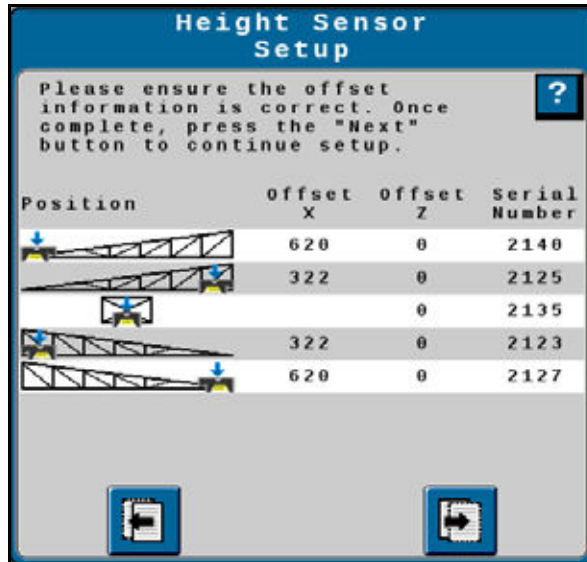 Height Sensor
Setup
Please ensure the offset
information is correct. Once
complete, press the "Next"
button to continue setup.
?
Position Offset X Offset Z Serial Number
620 0 2140
322 0 2125
0 2135
322 0 2123
620 0 2127